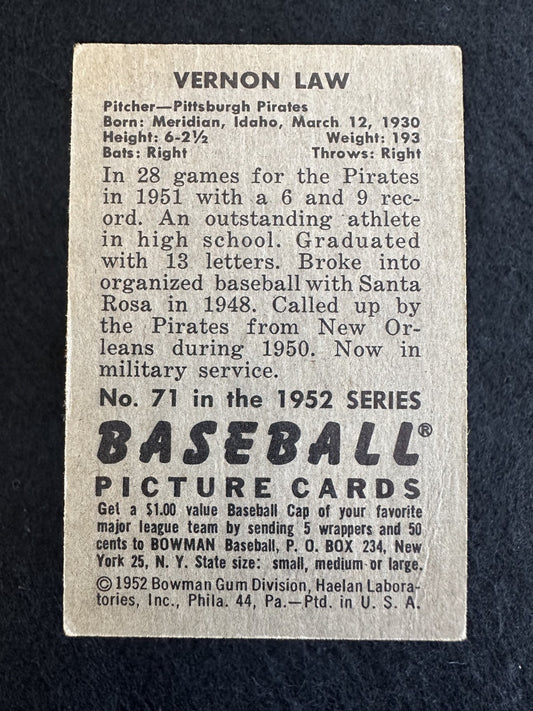 VERNON LAW
Pitcher—Pittsburgh Pirates
Born: Meridian, Idaho, March 12, 1930
Height: 6-2½ Weight: 193
Bats: Right Throws: Right
In 28 games for the Pirates
in 1951 with a 6 and 9 rec-
ord. An outstanding athlete
in high school. Graduated
with 13 letters. Broke into
organized baseball with Santa
Rosa in 1948. Called up by
the Pirates from New Or-
leans during 1950. Now in
military service.
No. 71 in the 1952 SERIES
BASEBALL®
PICTURE CARDS
Get a $1.00 value Baseball Cap of your favorite
major league team by sending 5 wrappers and 50
cents to BOWMAN Baseball, P. O. BOX 234, New
York 25, N. Y. State size: small, medium or large.
©1952 Bowman Gum Division, Haelan Labora-
tories, Inc., Phila. 44, Pa.—Ptd. in U. S. A.